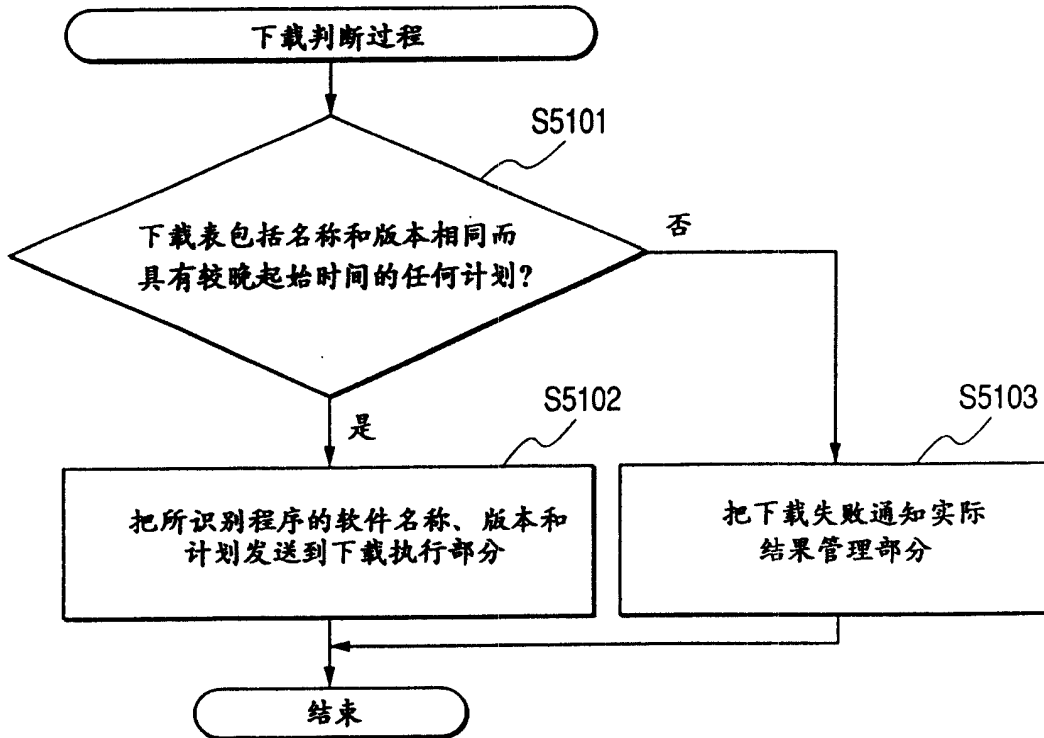 下载判断过程
S5101
下载表包括名称和版本相同而
具有较晚起始时间的任何计划?
否
是
S5102
把所识别程序的软件名称、版本和
计划发送到下载执行部分
S5103
把下载失败通知实际
结果管理部分
结束